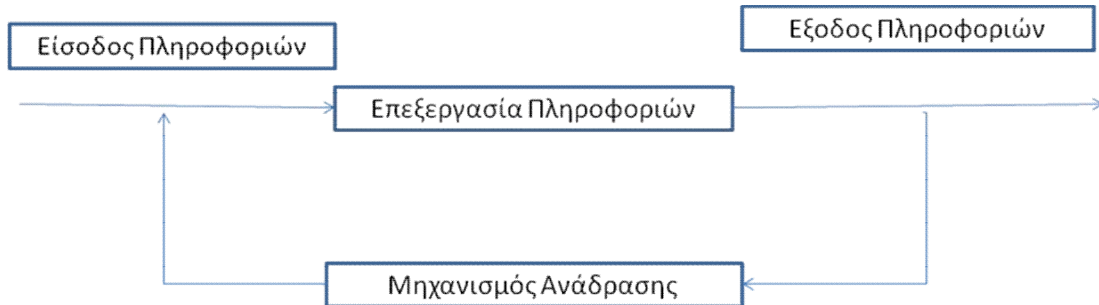 Είσοδος Πληροφοριών
Εξοδος Πληροφοριών
Επεξεργασία Πληροφοριών
Μηχανισμός Ανάδρασης